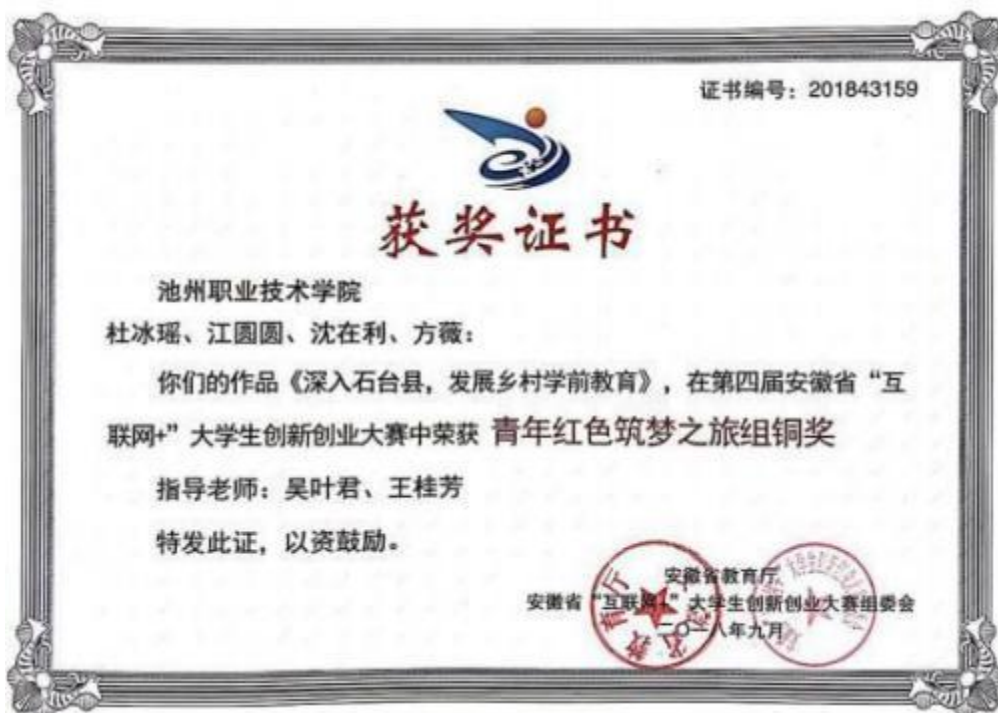 证书编号：201843159
获奖证书
池州职业技术学院
杜冰瑶、江圆圆、沈在利、方薇：
你们的作品《深入石台县，发展乡村学前教育》，在第四届安徽省“互
联网+”大学生创新创业大赛中荣获 青年红色筑梦之旅组铜奖
指导老师：吴叶君、王桂芳
特发此证，以资鼓励。
安徽省教育厅
安徽省“互联网+”大学生创新创业大赛组委会
二〇一八年九月